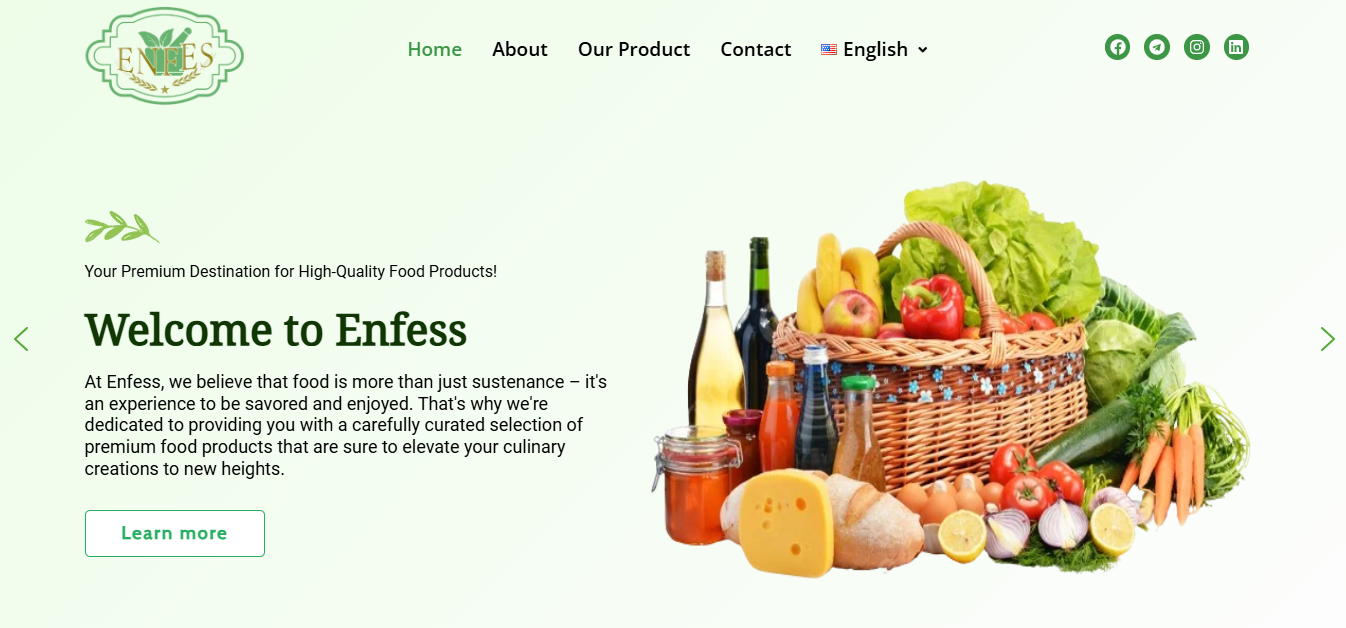 ENFES
Home
About
Our Product
Contact
English
Your Premium Destination for High-Quality Food Products!
Welcome to Enfess
At Enfess, we believe that food is more than just sustenance – it's
an experience to be savored and enjoyed. That's why we're
dedicated to providing you with a carefully curated selection of
premium food products that are sure to elevate your culinary
creations to new heights.
Learn more